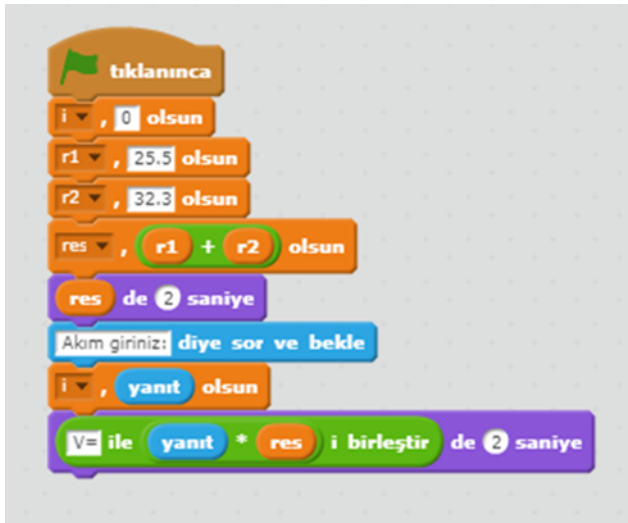 tıklanınca
i , 0 olsun
r1 , 25.5 olsun
r2 , 32.3 olsun
res , r1 + r2 olsun
res de 2 saniye
Akım giriniz: diye sor ve bekle
i , yanıt olsun
V= ile yanıt * res i birleştir de 2 saniye